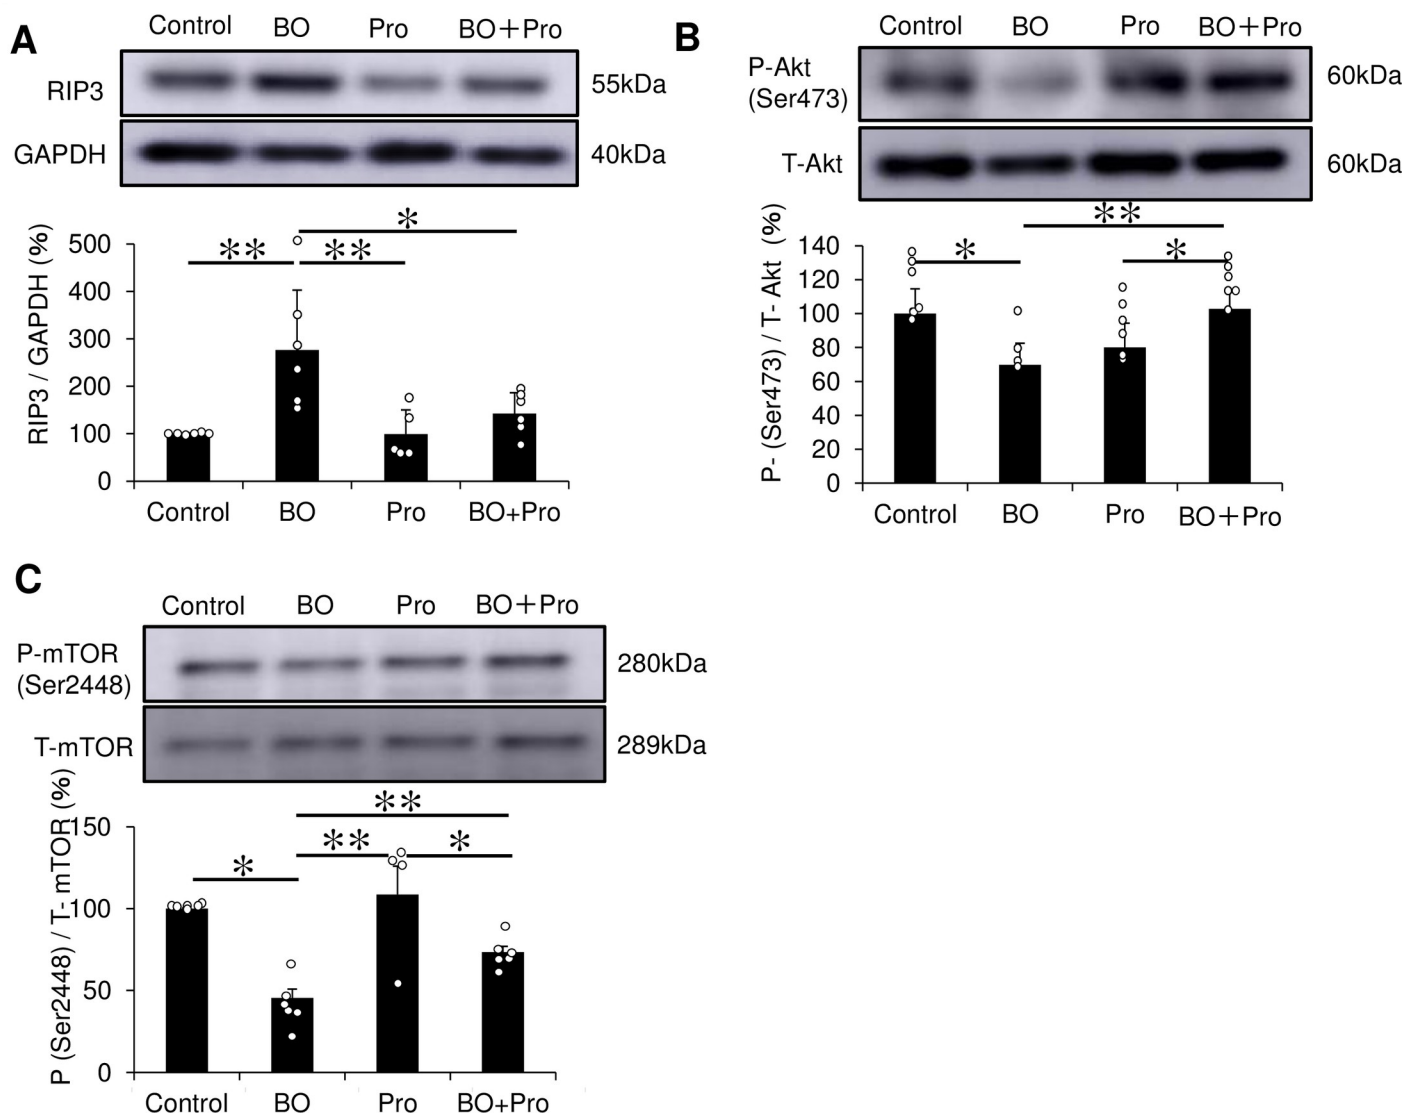 A
Control BO Pro BO+Pro
RIP3 55kDa
GAPDH 40kDa
RIP3 / GAPDH (%)
** ** *
500
400
300
200
100
0
Control BO Pro BO+Pro
B
Control BO Pro BO+Pro
P-Akt
(Ser473)
60kDa
T-Akt 60kDa
P- (Ser473) / T- Akt (%)
* ** *
140
120
100
80
60
40
20
0
Control BO Pro BO+Pro
C
Control BO Pro BO+Pro
P-mTOR
(Ser2448)
280kDa
T-mTOR 289kDa
P (Ser2448) / T- mTOR (%)
* ** ** *
150
100
50
0
Control BO Pro BO+Pro